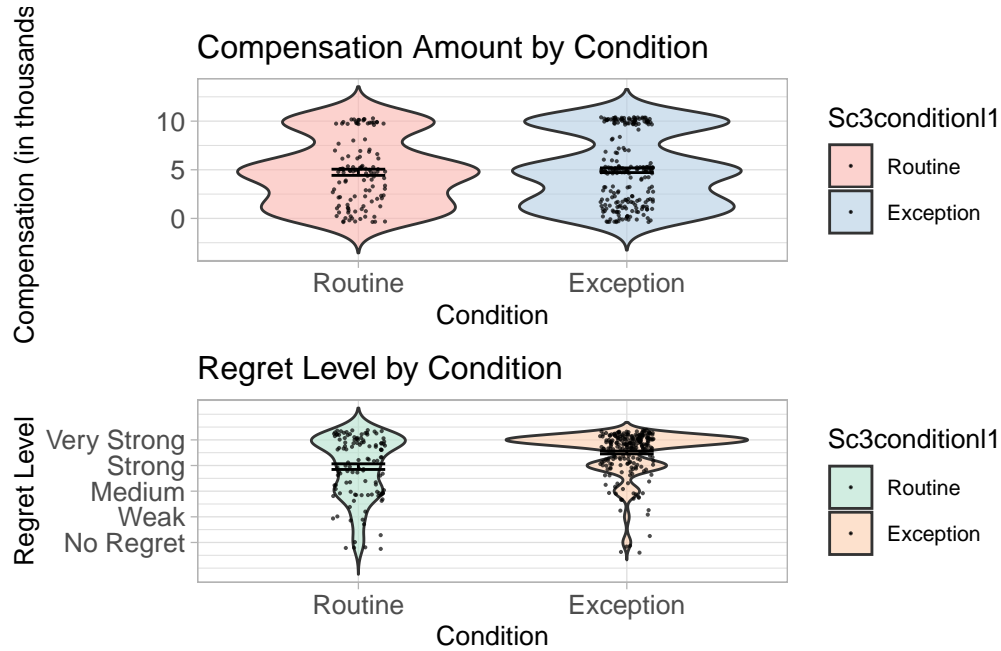 Compensation Amount by Condition
Compensation (in thousands
10
5
0
Routine
Exception
Condition
Sc3conditionl1
Routine
Exception
Regret Level by Condition
Regret Level
Very Strong
Strong
Medium
Weak
No Regret
Routine
Exception
Condition
Sc3conditionl1
Routine
Exception